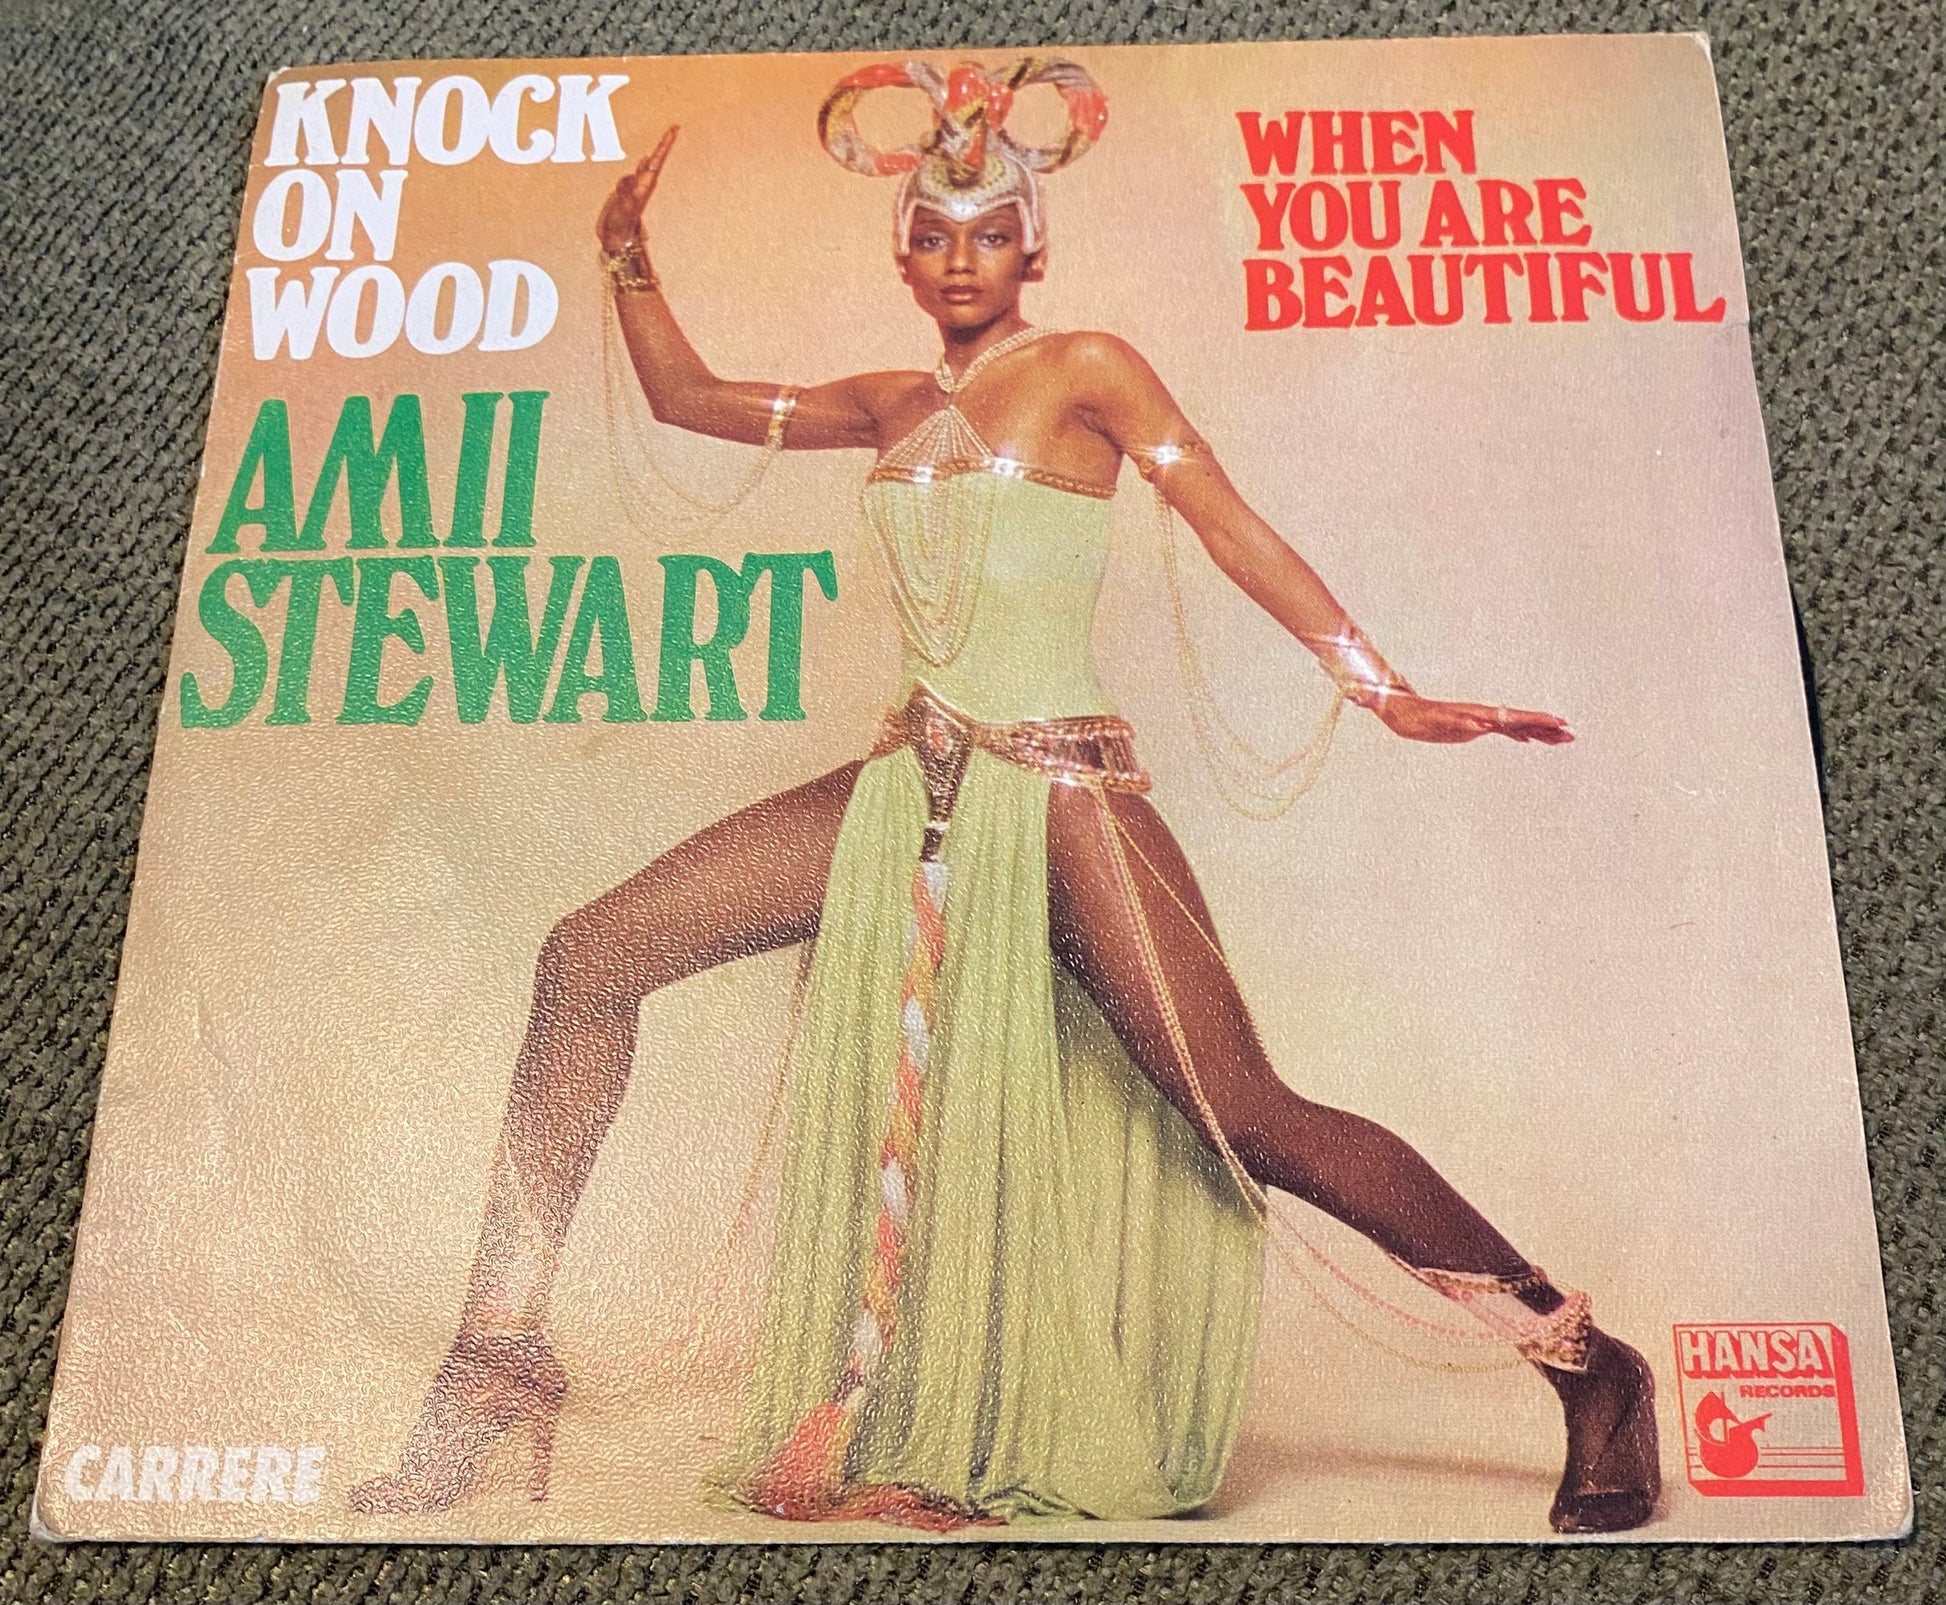 KNOCK
ON
WOOD
AMII
STEWART
WHEN
YOU ARE
BEAUTIFUL
CARRERE
HANSA
RECORDS